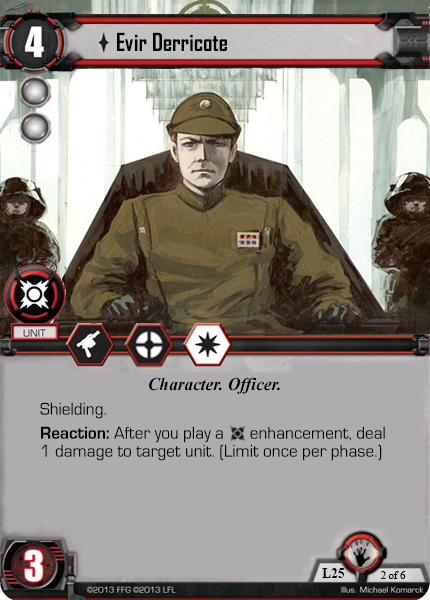 4
Evir Derricote
UNIT
Character. Officer.
Shielding.
Reaction: After you play a enhancement, deal
1 damage to target unit. (Limit once per phase.)
3
L25
2 of 6
©2013 FFG ©2013 LFL
Illus. Michael Komarck